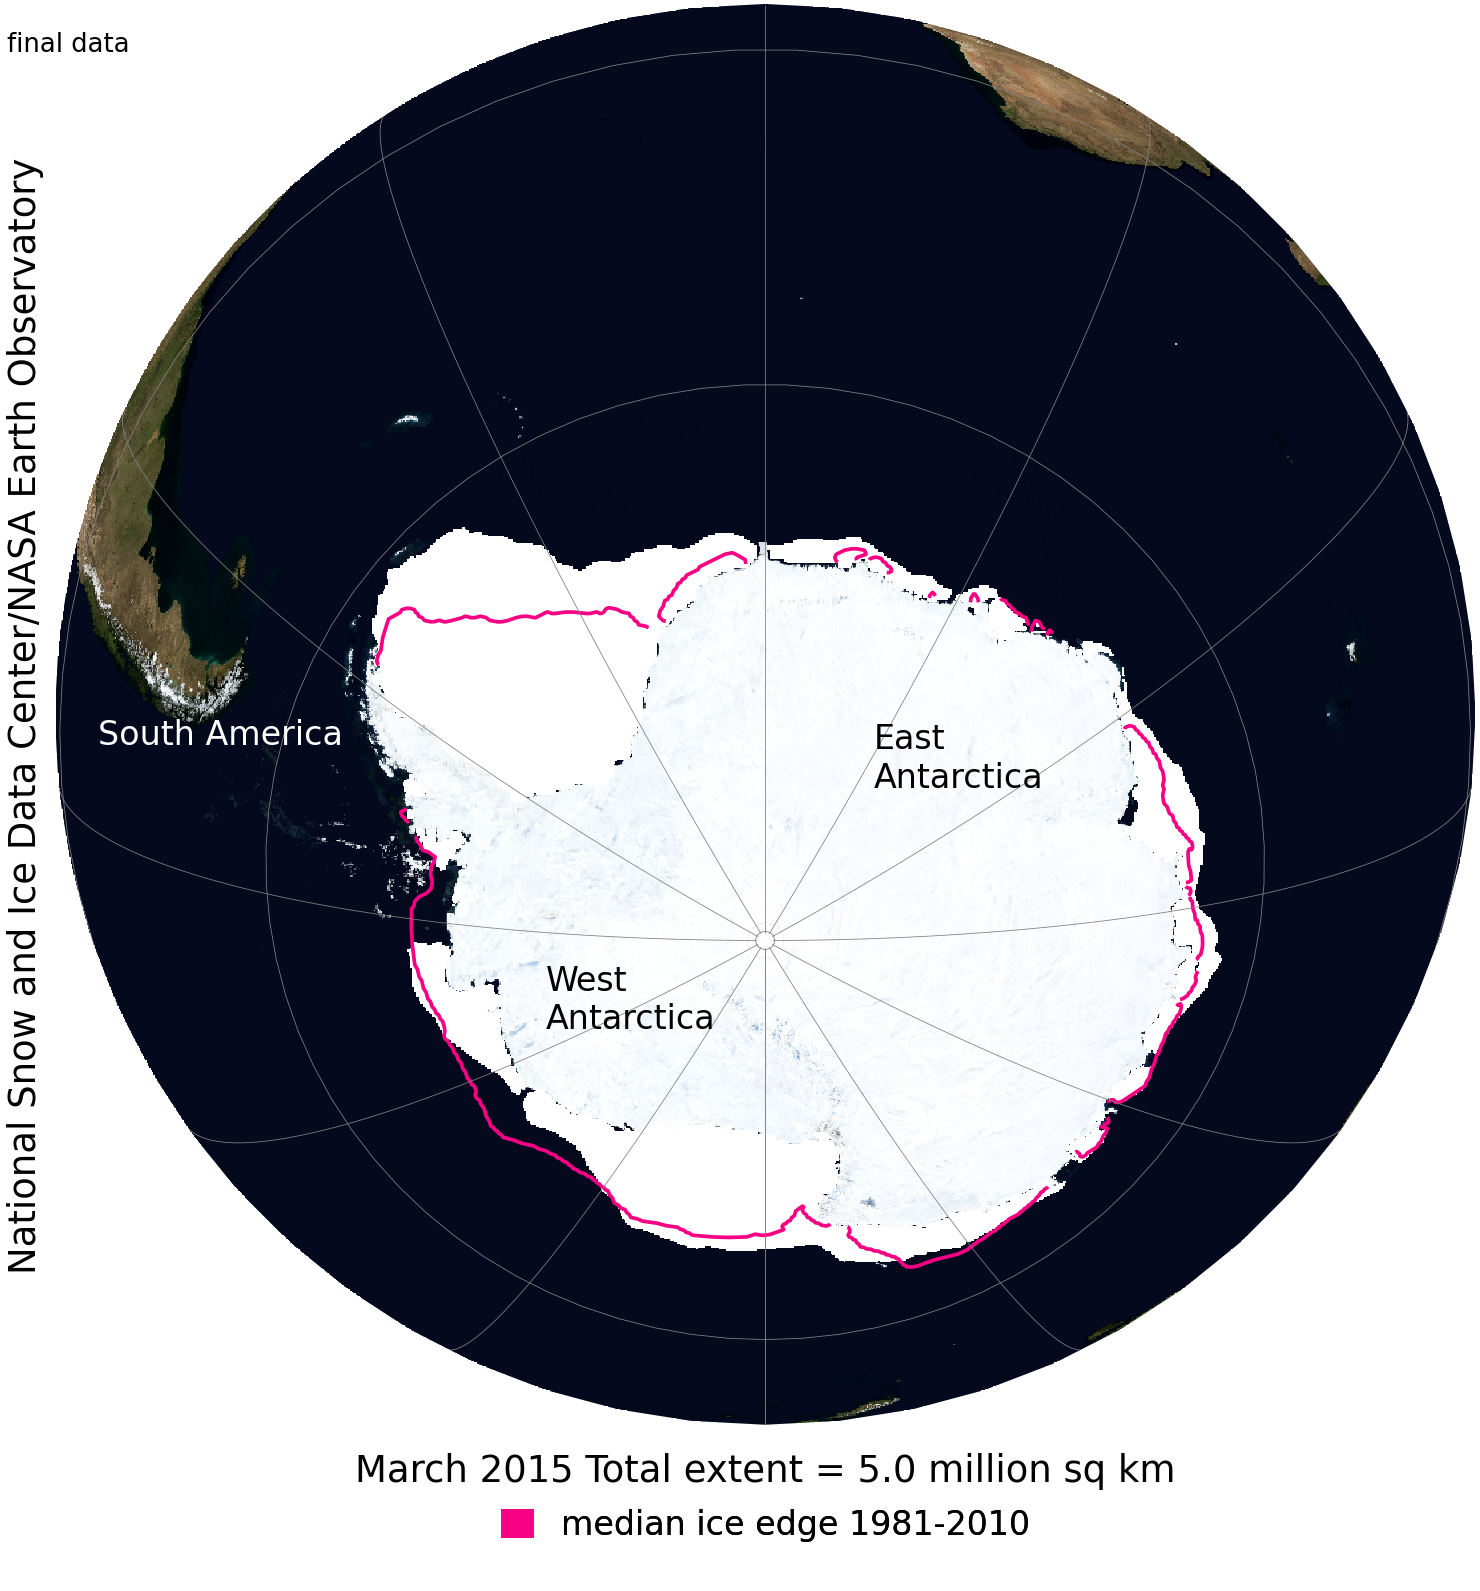 final data
National Snow and Ice Data Center/NASA Earth Observatory
South America
East
Antarctica
West
Antarctica
March 2015 Total extent = 5.0 million sq km
median ice edge 1981-2010